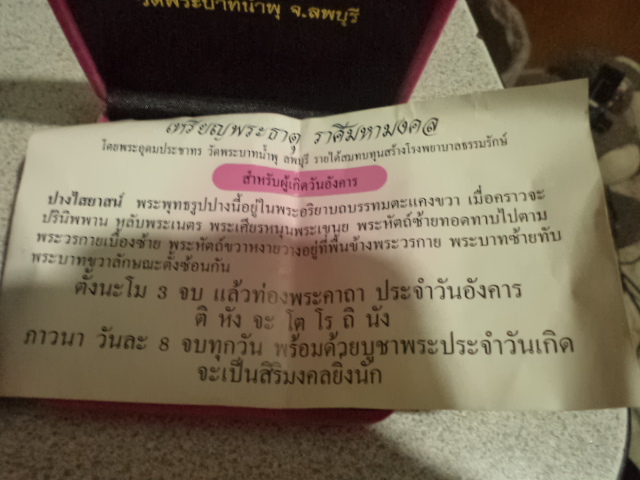 วัดพระบาทน้ำพุ จ.ลพบุรี
เหรียญพระธาตุ ราศีมหามงคล
โดยพระอุดมประชาทร วัดพระบาทน้ำพุ ลพบุรี รายได้สมทบทุนสร้างโรงพยาบาลธรรมรักษ์
สำหรับผู้เกิดวันอังคาร
ปางไสยาสน์ พระพุทธรูปปางนี้อยู่ในพระอริยาบถบรรทมตะแคงขวา เมื่อคราวจะ
ปรินิพพาน หลับพระเนตร พระเศียรหนุนพระเขนย พระหัตถ์ซ้ายทอดทาบไปตาม
พระวรกายเบื้องซ้าย พระหัตถ์ขวาหงายวางอยู่ที่พื้นข้างพระวรกาย พระบาทซ้ายทับ
พระบาทขวาลักษณะตั้งซ้อนกัน
ตั้งนะโม 3 จบ แล้วท่องพระคาถา ประจำวันอังคาร
ติ หัง จะ โต โร ถิ นัง
ภาวนา วันละ 8 จบทุกวัน พร้อมด้วยบูชาพระประจำวันเกิด
จะเป็นสิริมงคลยิ่งนัก